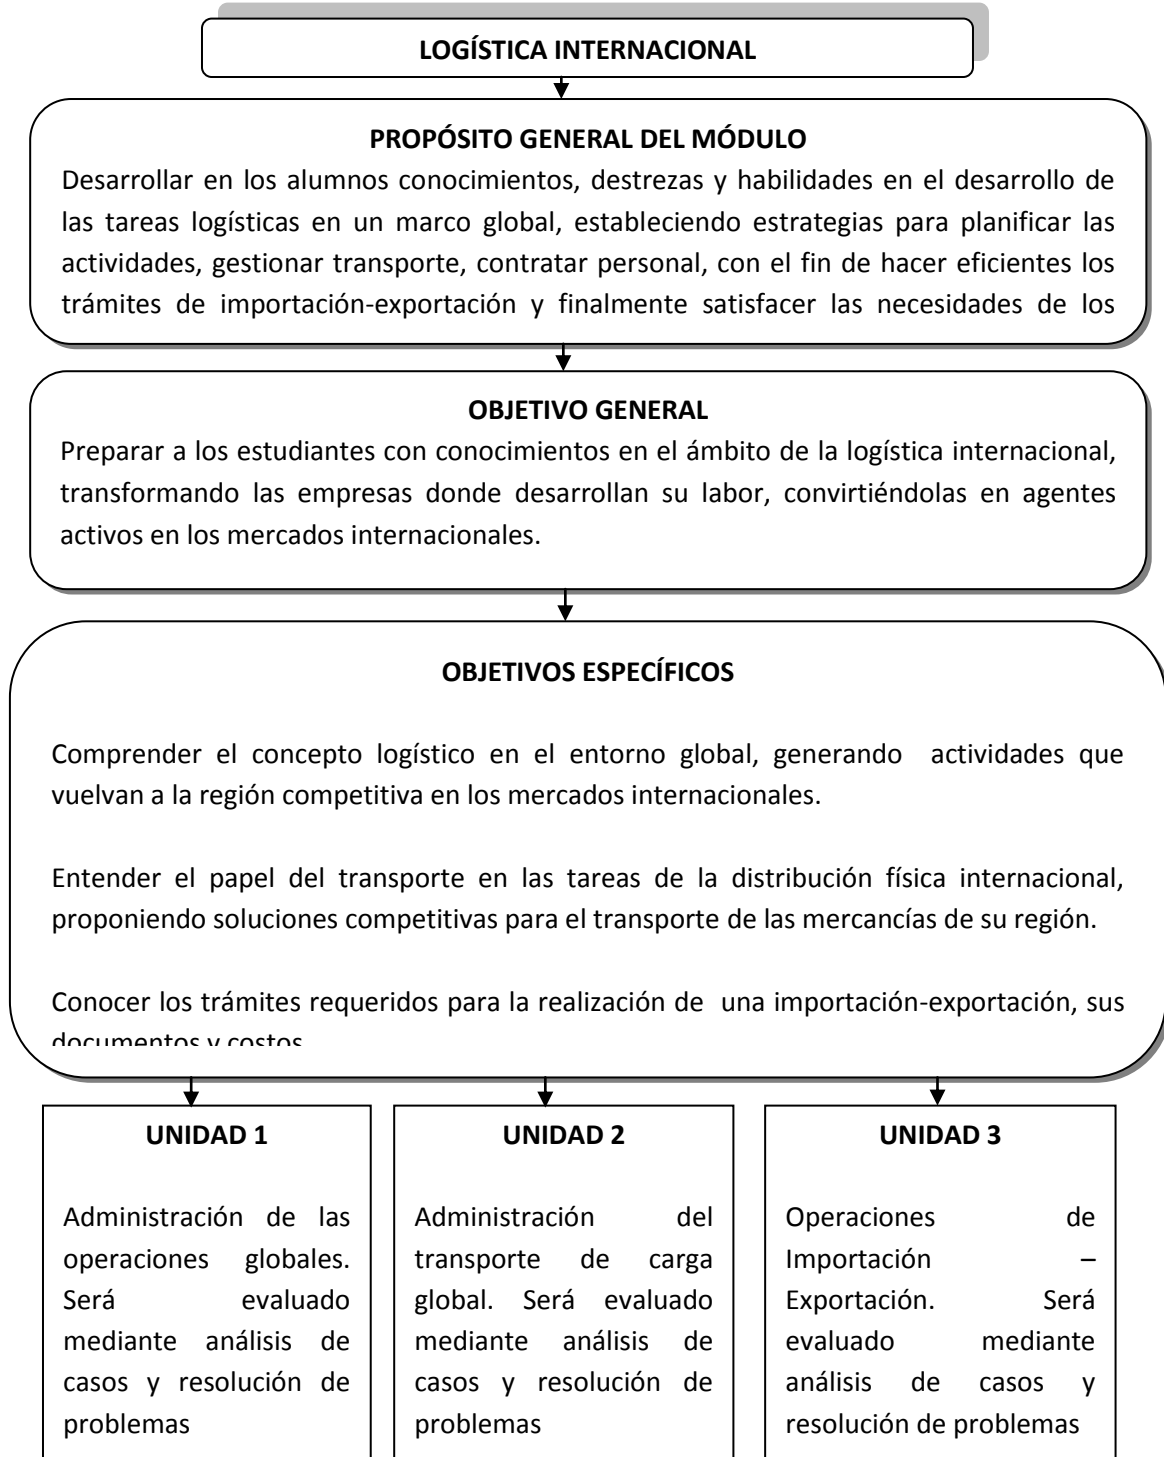 LOGÍSTICA INTERNACIONAL
PROPÓSITO GENERAL DEL MÓDULO
Desarrollar en los alumnos conocimientos, destrezas y habilidades en el desarrollo de
las tareas logísticas en un marco global, estableciendo estrategias para planificar las
actividades, gestionar transporte, contratar personal, con el fin de hacer eficientes los
trámites de importación-exportación y finalmente satisfacer las necesidades de los
OBJETIVO GENERAL
Preparar a los estudiantes con conocimientos en el ámbito de la logística internacional,
transformando las empresas donde desarrollan su labor, convirtiéndolas en agentes
activos en los mercados internacionales.
OBJETIVOS ESPECÍFICOS
Comprender el concepto logístico en el entorno global, generando actividades que
vuelvan a la región competitiva en los mercados internacionales.
Entender el papel del transporte en las tareas de la distribución física internacional,
proponiendo soluciones competitivas para el transporte de las mercancías de su región.
Conocer los trámites requeridos para la realización de una importación-exportación, sus
documentos y costos
UNIDAD 1
Administración de las
operaciones globales.
Será evaluado
mediante análisis de
casos y resolución de
problemas
UNIDAD 2
Administración del
transporte de carga
global. Será evaluado
mediante análisis de
casos y resolución de
problemas
UNIDAD 3
Operaciones de
Importación –
Exportación. Será
evaluado mediante
análisis de casos y
resolución de problemas